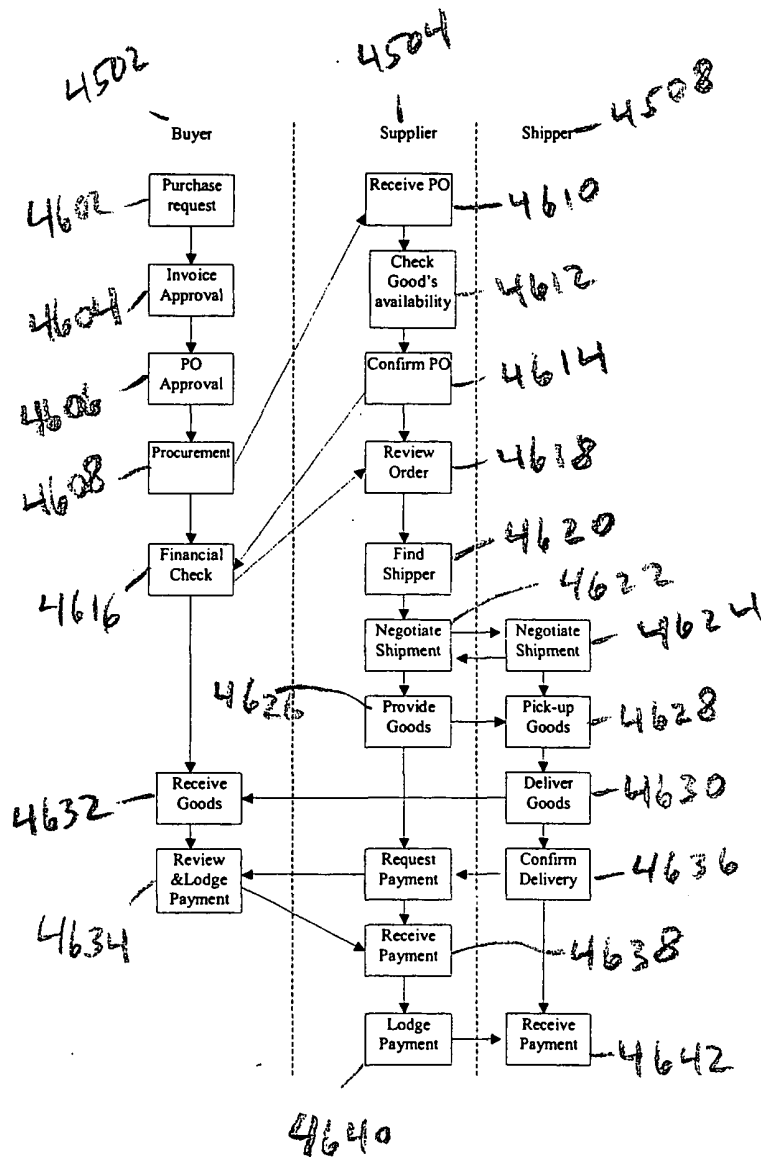 4502
4504
4508
Buyer
Supplier
Shipper
4602
Purchase
request
Receive PO
4610
4604
Invoice
Approval
Check
Good's
availability
4612
4606
PO
Approval
Confirm PO
4614
4608
Procurement
Review
Order
4618
4616
Financial
Check
Find
Shipper
4620
4622
Negotiate
Shipment
Negotiate
Shipment
4624
4626
Provide
Goods
Pick-up
Goods
4628
4632
Receive
Goods
Deliver
Goods
4630
4634
Review
&Lodge
Payment
Request
Payment
Confirm
Delivery
4636
Receive
Payment
4638
Lodge
Payment
Receive
Payment
4642
4640